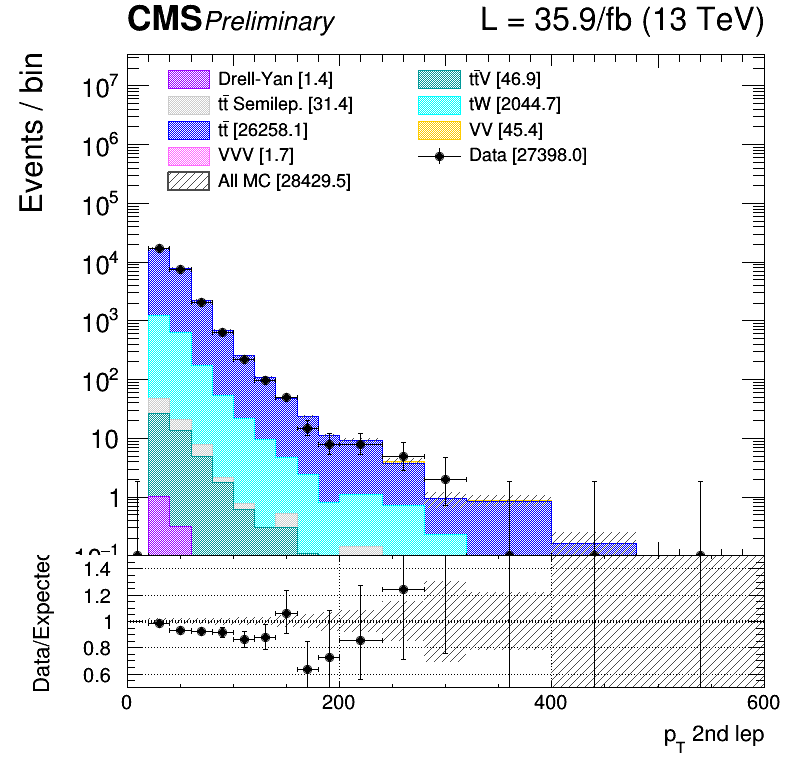 CMS Preliminary L = 35.9/fb (13 TeV)
Events / bin
Drell-Yan [1.4]
tt̄ Semilep. [31.4]
tt̄ [26258.1]
VVV [1.7]
All MC [28429.5]
tt̄V [46.9]
tW [2044.7]
VV [45.4]
Data [27398.0]
10⁷
10⁶
10⁵
10⁴
10³
10²
10
1
10⁻¹
Data/Expected
1.4
1.2
1
0.8
0.6
0 200 400 600
p_T 2nd lep